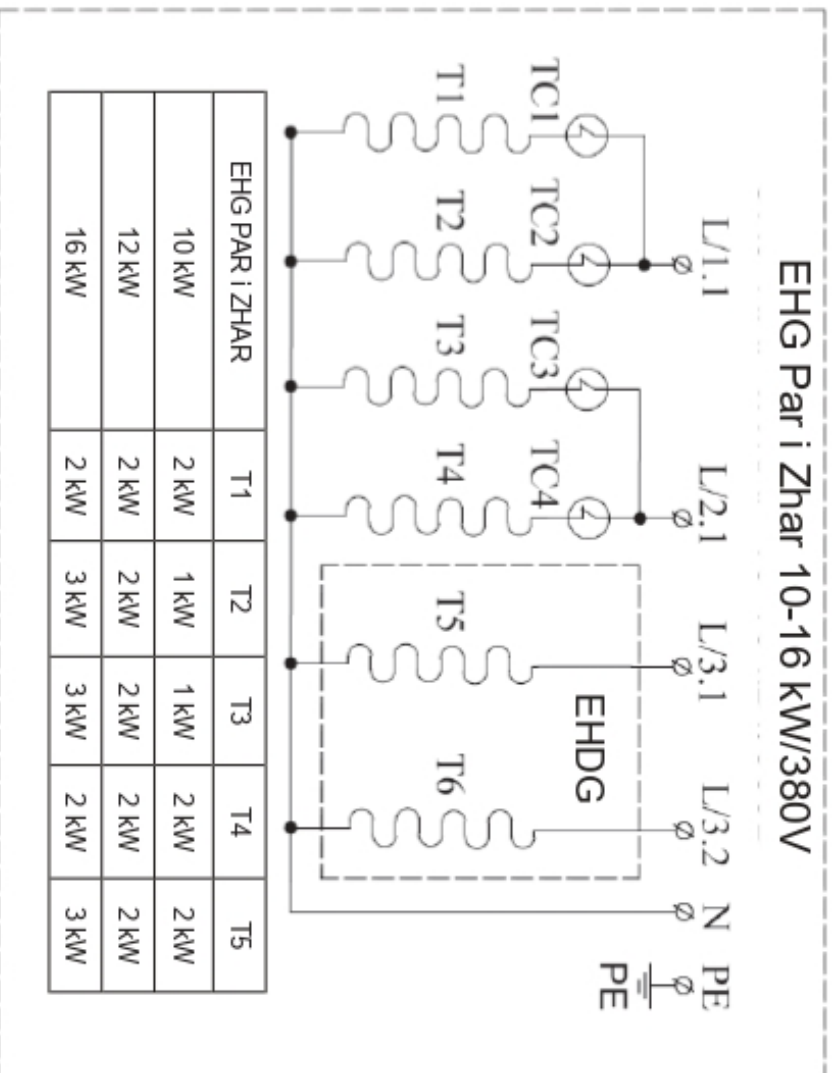 EHG Par i Zhar 10-16 kW/380V
L/1.1 L/2.1 L/3.1 L/3.2 N PE
TC1 TC2 TC3 TC4
EHDG
PE
T1 T2 T3 T4 T5 T6
EHG PAR i ZHAR T1 T2 T3 T4 T5
10 kW 2 kW 1 kW 1 kW 2 kW 2 kW
12 kW 2 kW 2 kW 2 kW 2 kW 2 kW
16 kW 2 kW 3 kW 3 kW 2 kW 3 kW